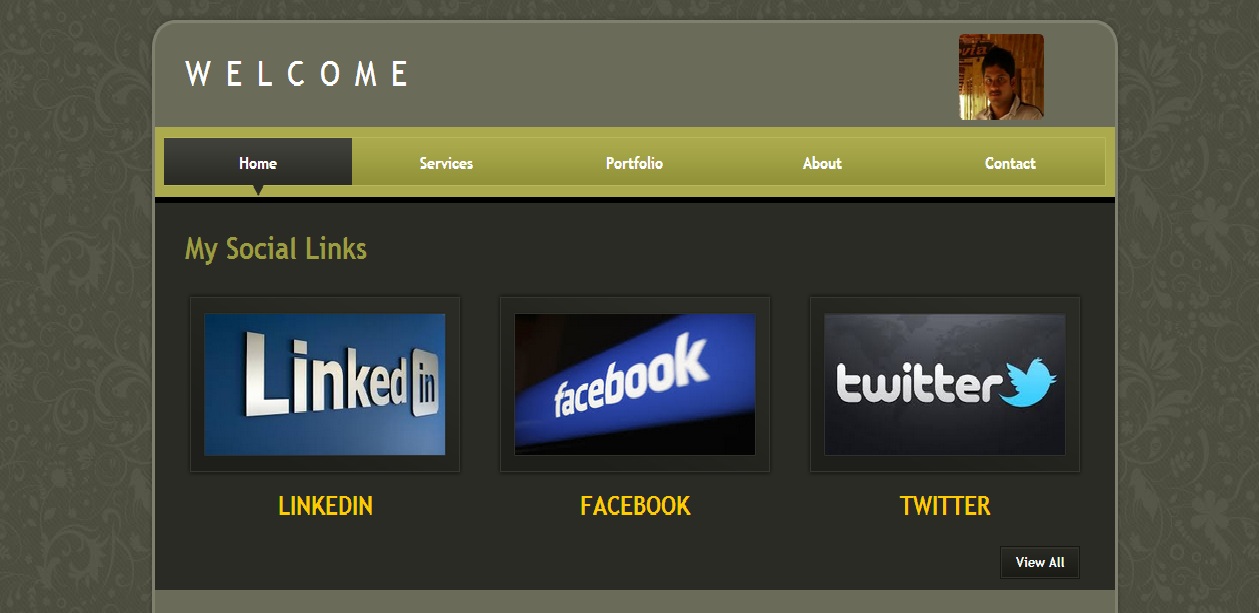 WELCOME
Home Services Portfolio About Contact
My Social Links
Linked in
facebook
twitter
LINKEDIN FACEBOOK TWITTER
View All